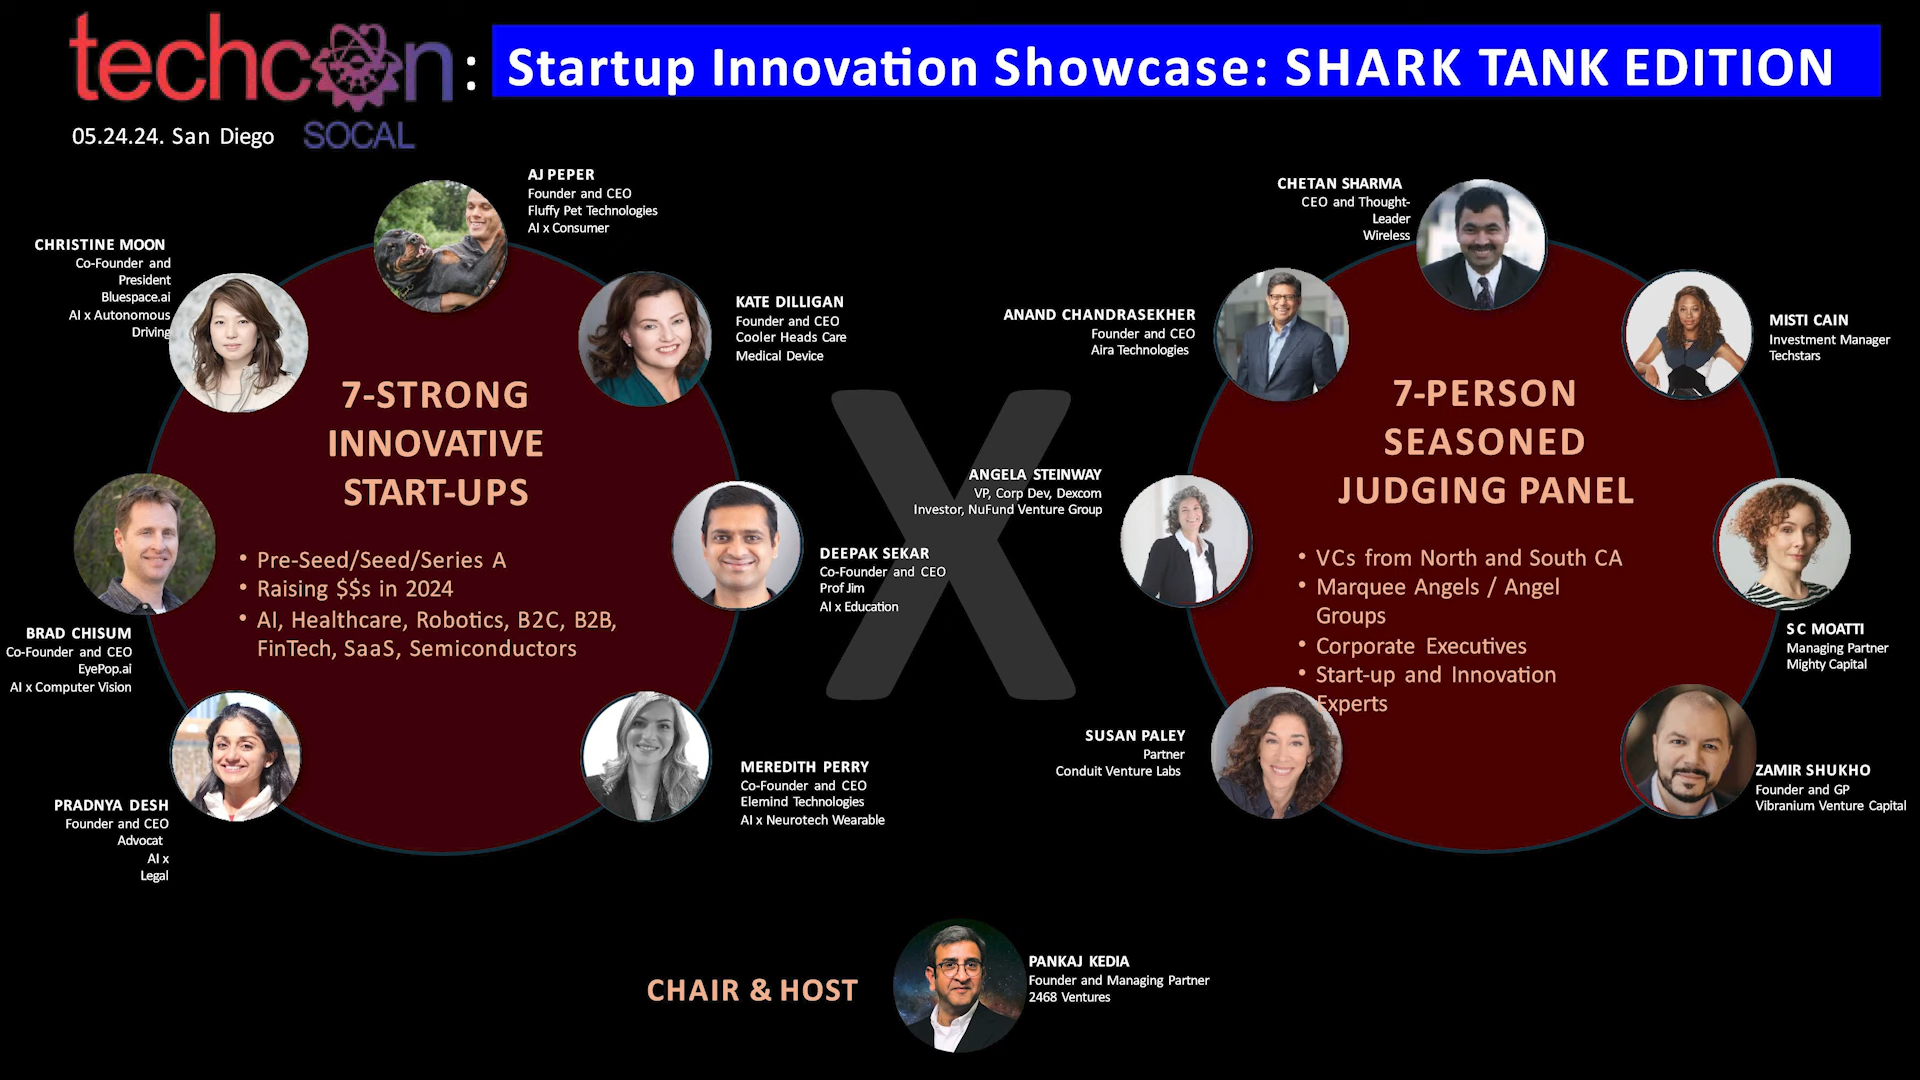 techcon
SOCAL
: Startup Innovation Showcase: SHARK TANK EDITION
05.24.24. San Diego
AJ PEPER
Founder and CEO
Fluffy Pet Technologies
AI x Consumer
CHRISTINE MOON
Co-Founder and
President
Bluespace.ai
AI x Autonomous
Driving
KATE DILLIGAN
Founder and CEO
Cooler Heads Care
Medical Device
7-STRONG
INNOVATIVE
START-UPS
• Pre-Seed/Seed/Series A
• Raising $$s in 2024
• AI, Healthcare, Robotics, B2C, B2B,
FinTech, SaaS, Semiconductors
DEEPAK SEKAR
Co-Founder and CEO
Prof Jim
AI x Education
BRAD CHISUM
Co-Founder and CEO
EyePop.ai
AI x Computer Vision
PRADNYA DESH
Founder and CEO
Advocat
AI x
Legal
MEREDITH PERRY
Co-Founder and CEO
Elemind Technologies
AI x Neurotech Wearable
X
CHETAN SHARMA
CEO and Thought-
Leader
Wireless
ANAND CHANDRASEKHER
Founder and CEO
Aira Technologies
MISTI CAIN
Investment Manager
Techstars
7-PERSON
SEASONED
JUDGING PANEL
• VCs from North and South CA
• Marquee Angels / Angel
Groups
• Corporate Executives
• Start-up and Innovation
Experts
ANGELA STEINWAY
VP, Corp Dev, Dexcom
Investor, NuFund Venture Group
S C MOATTI
Managing Partner
Mighty Capital
SUSAN PALEY
Partner
Conduit Venture Labs
ZAMIR SHUKHO
Founder and GP
Vibranium Venture Capital
CHAIR & HOST
PANKAJ KEDIA
Founder and Managing Partner
2468 Ventures